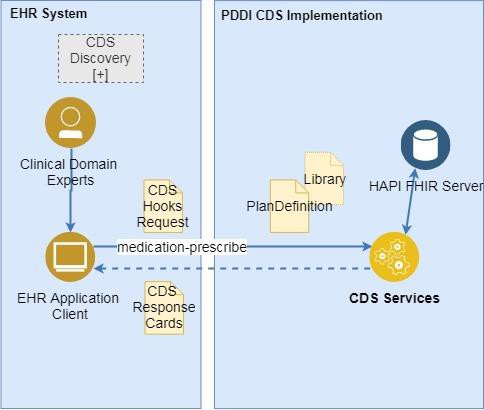 EHR System
CDS
Discovery
[+]
Clinical Domain
Experts
CDS
Hooks
Request
medication-prescribe
EHR Application
Client
CDS
Response
Cards
PDDI CDS Implementation
Library
PlanDefinition
HAPI FHIR Server
CDS Services